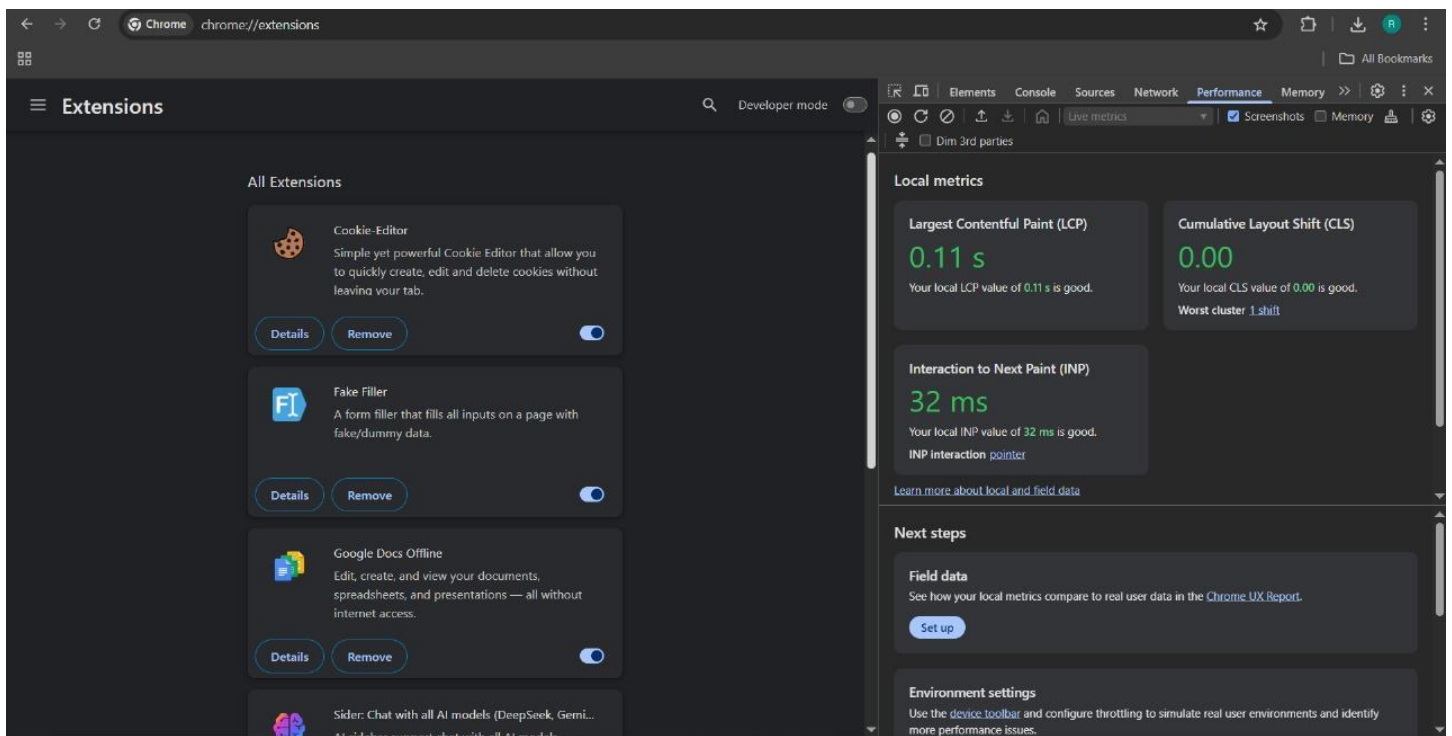 Chrome chrome://extensions
R
All Bookmarks
Extensions
Developer mode
All Extensions
Cookie-Editor
Simple yet powerful Cookie Editor that allow you
to quickly create, edit and delete cookies without
leaving your tab.
Details Remove
Fake Filler
A form filler that fills all inputs on a page with
fake/dummy data.
Details Remove
Google Docs Offline
Edit, create, and view your documents,
spreadsheets, and presentations — all without
internet access.
Details Remove
Sider: Chat with all AI models (DeepSeek, Gemi...
Elements Console Sources Network Performance Memory
Live metrics Screenshots Memory
Dim 3rd parties
Local metrics
Largest Contentful Paint (LCP)
0.11 s
Your local LCP value of 0.11 s is good.
Cumulative Layout Shift (CLS)
0.00
Your local CLS value of 0.00 is good.
Worst cluster 1 shift
Interaction to Next Paint (INP)
32 ms
Your local INP value of 32 ms is good.
INP interaction pointer
Learn more about local and field data
Next steps
Field data
See how your local metrics compare to real user data in the Chrome UX Report.
Set up
Environment settings
Use the device toolbar and configure throttling to simulate real user environments and identify
more performance issues.